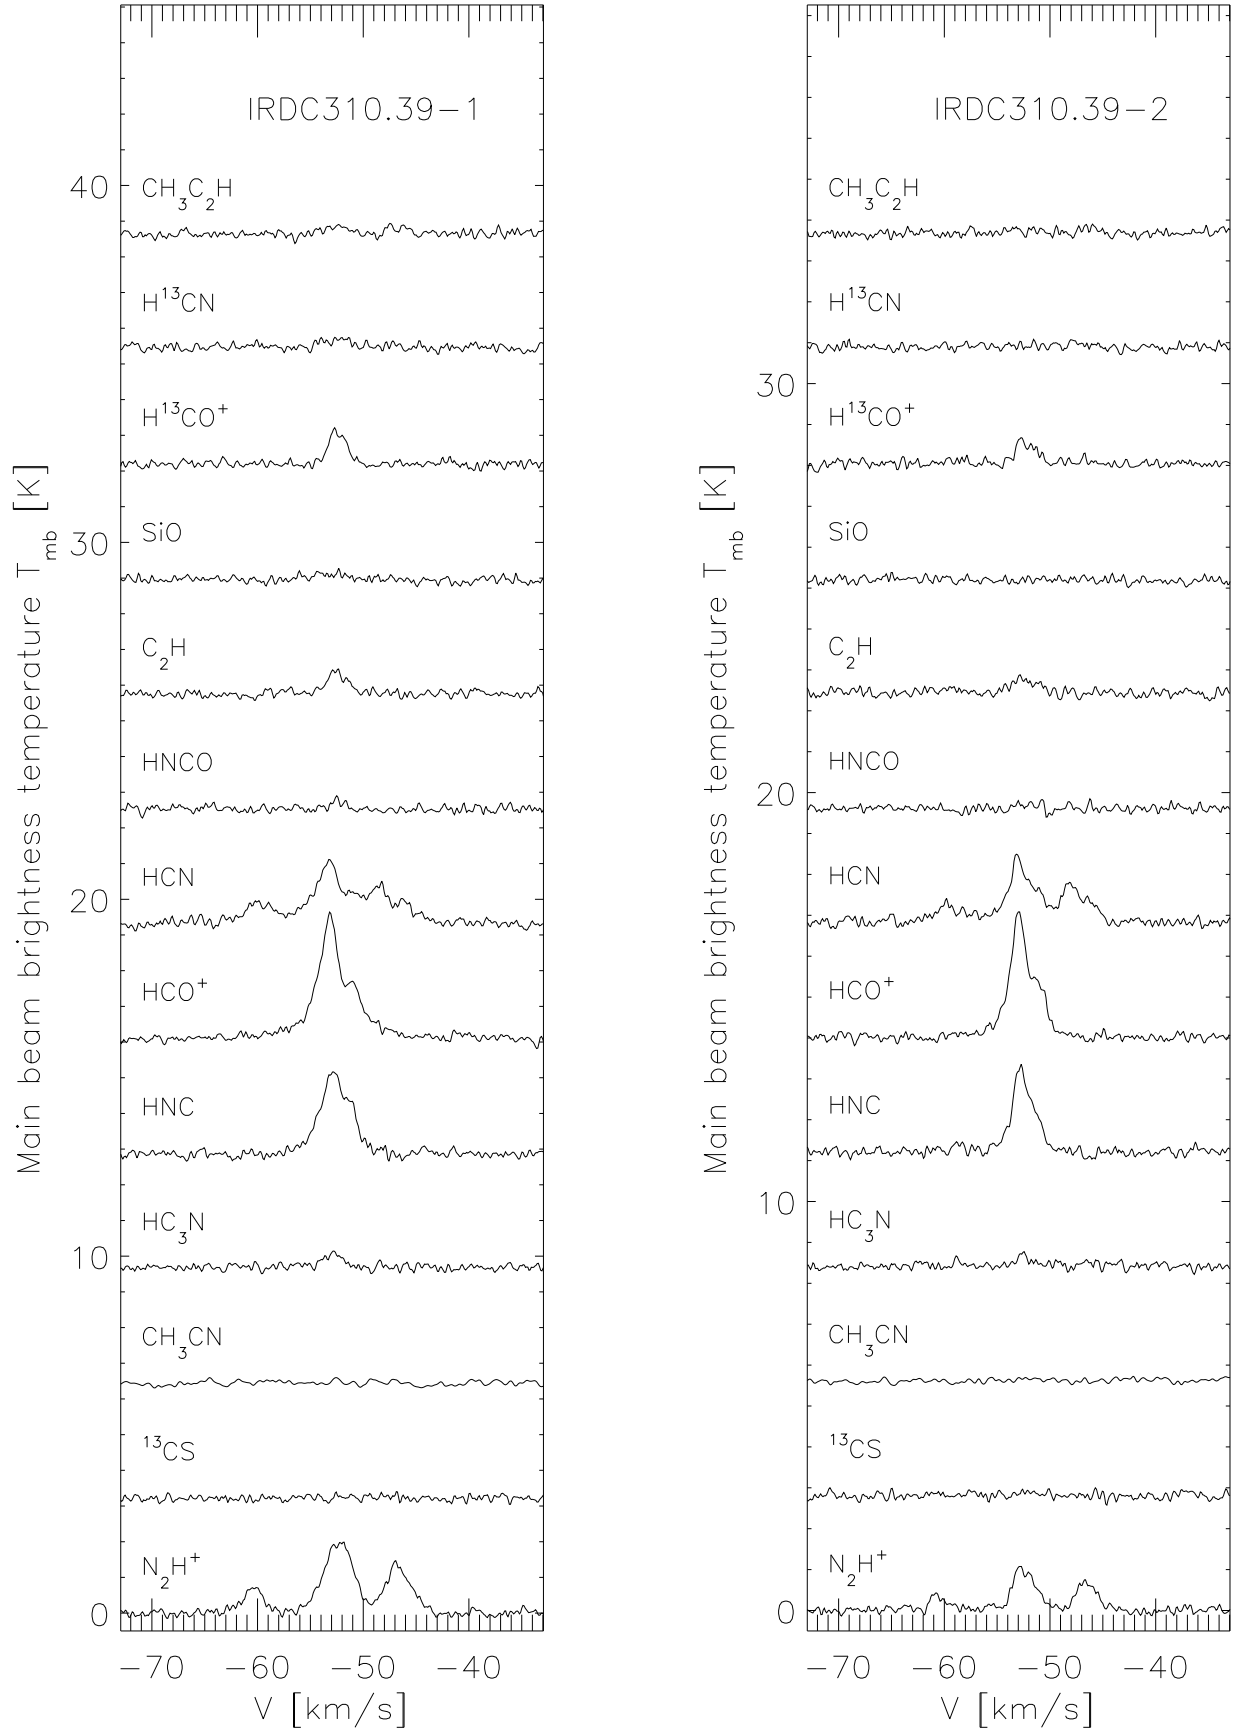 IRDC310.39−1
Main beam brightness temperature T_mb [K]
40
30
20
10
0
CH₃C₂H
H¹³CN
H¹³CO⁺
SiO
C₂H
HNCO
HCN
HCO⁺
HNC
HC₃N
CH₃CN
¹³CS
N₂H⁺
−70 −60 −50 −40
V [km/s]
IRDC310.39−2
Main beam brightness temperature T_mb [K]
30
20
10
0
CH₃C₂H
H¹³CN
H¹³CO⁺
SiO
C₂H
HNCO
HCN
HCO⁺
HNC
HC₃N
CH₃CN
¹³CS
N₂H⁺
−70 −60 −50 −40
V [km/s]